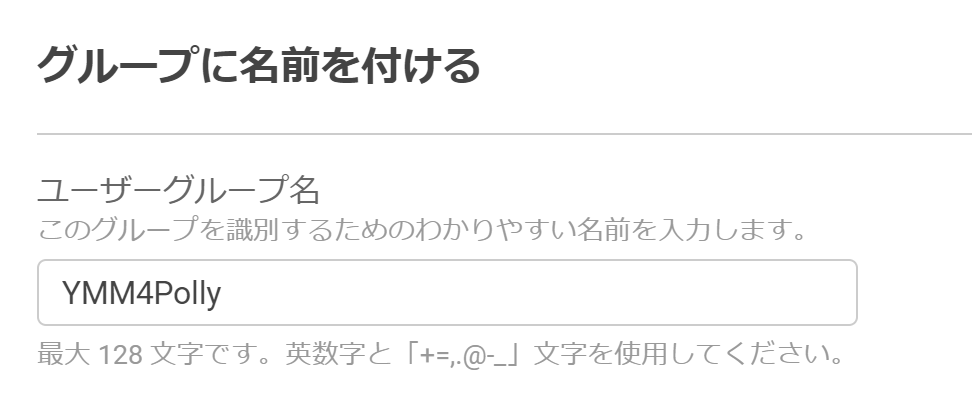 グループに名前を付ける
ユーザーグループ名
このグループを識別するためのわかりやすい名前を入力します。
YMM4Polly
最大 128 文字です。英数字と「+=,.@-_」文字を使用してください。